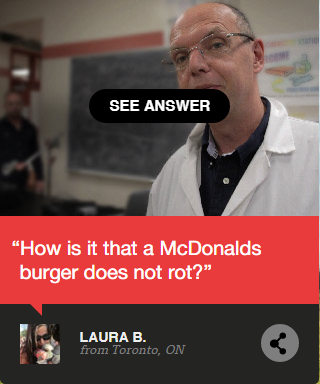 SEE ANSWER
“How is it that a McDonalds
burger does not rot?”
LAURA B.
from Toronto, ON